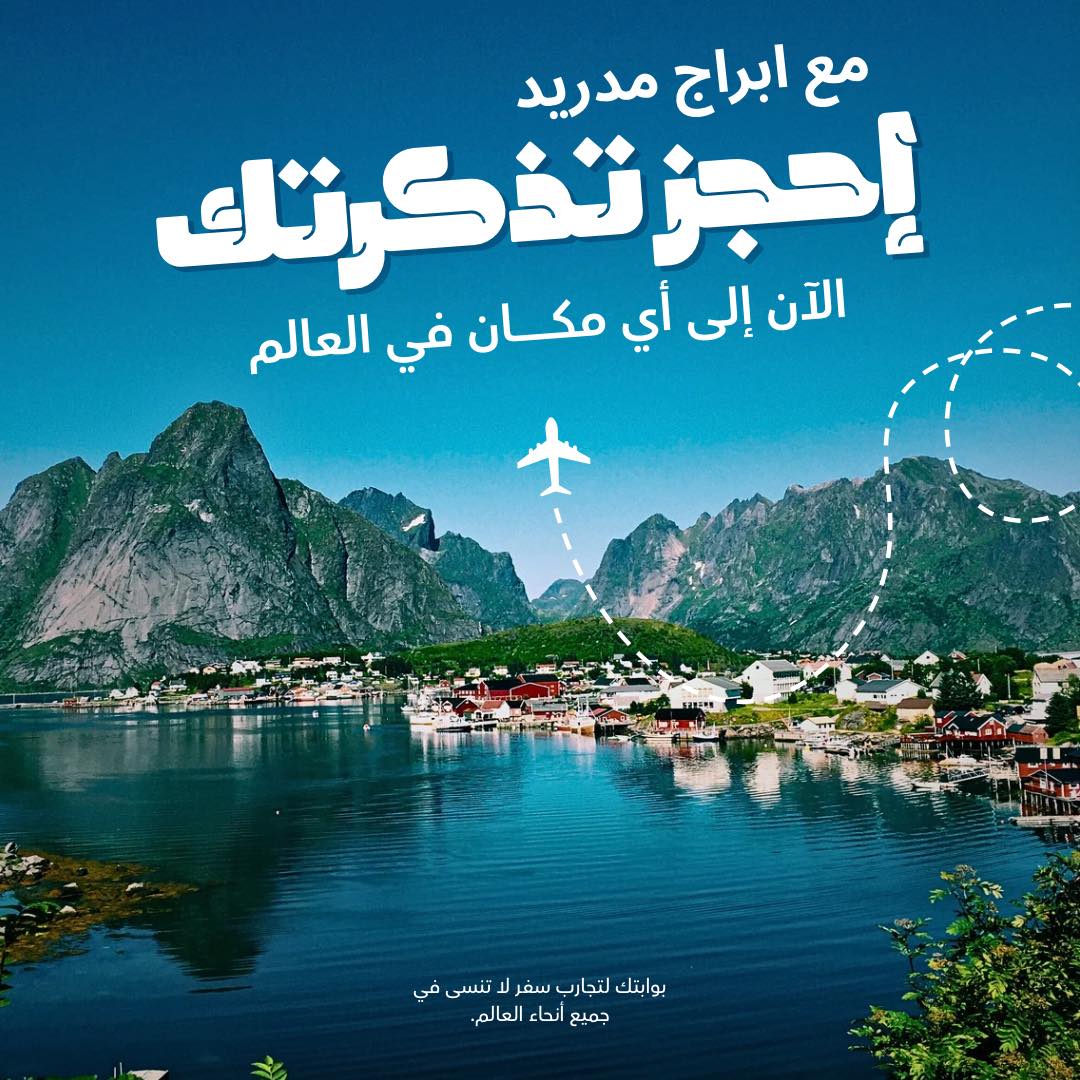 مع ابراج مدريد
إحجز تذكرتك
الآن إلى أي مكـــان في العالم
بوابتك لتجارب سفر لا تنسى في
جميع أنحاء العالم.